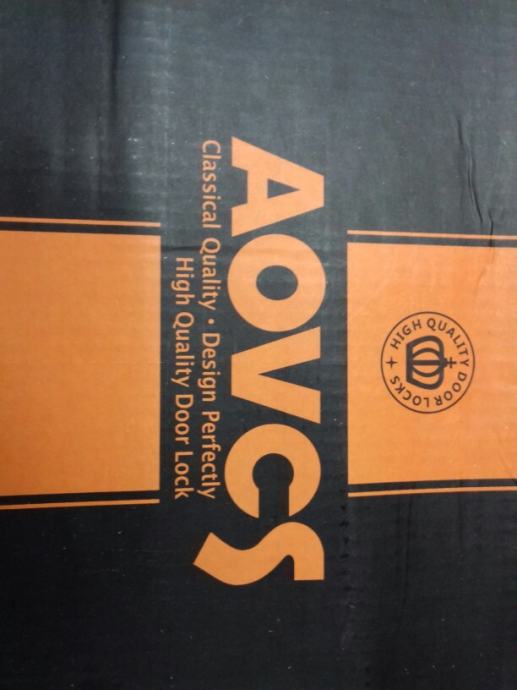 HIGH QUALITY DOOR LOCKS
AOVCS
Classical Quality · Design Perfectly
High Quality Door Lock